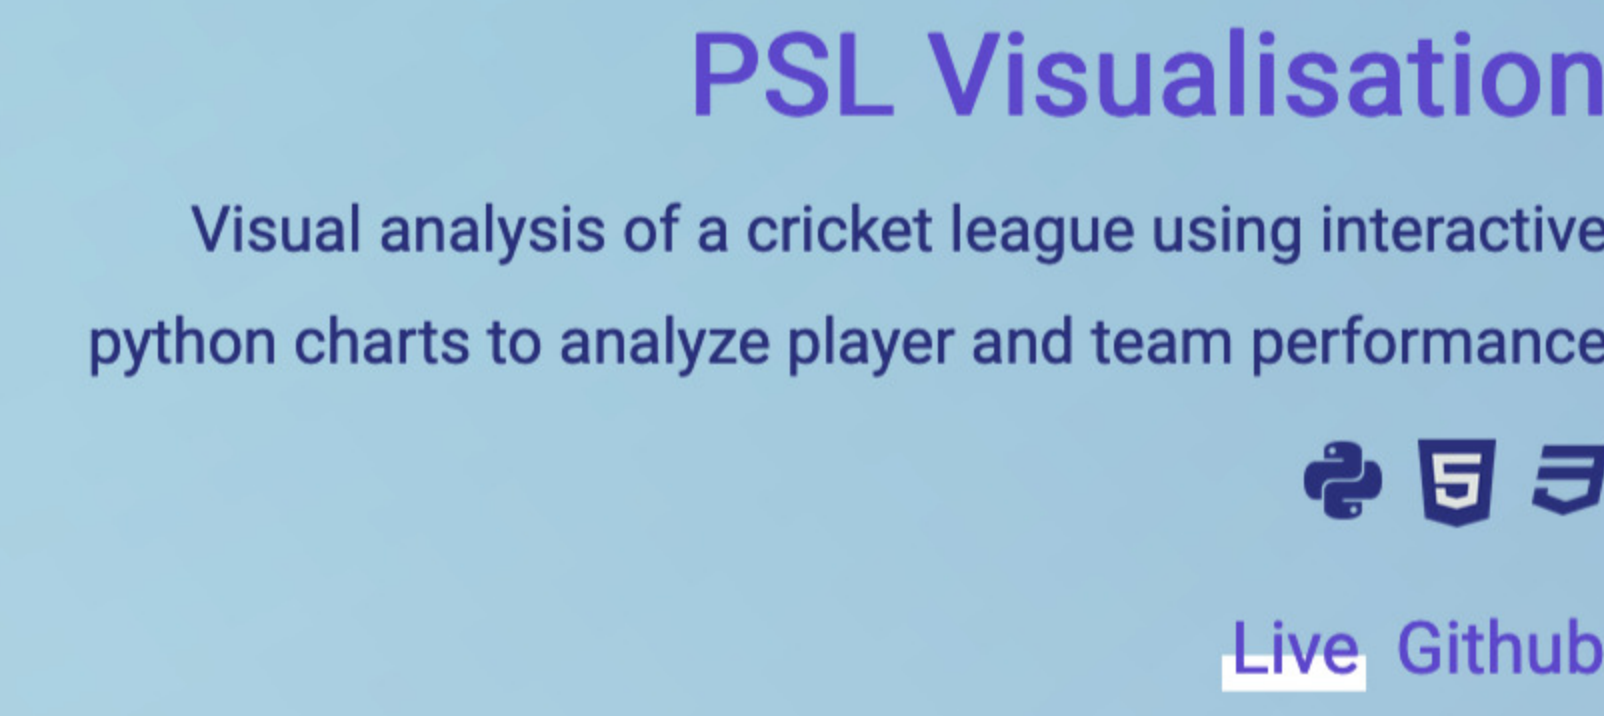 PSL Visualisation
Visual analysis of a cricket league using interactive
python charts to analyze player and team performance
Live Github